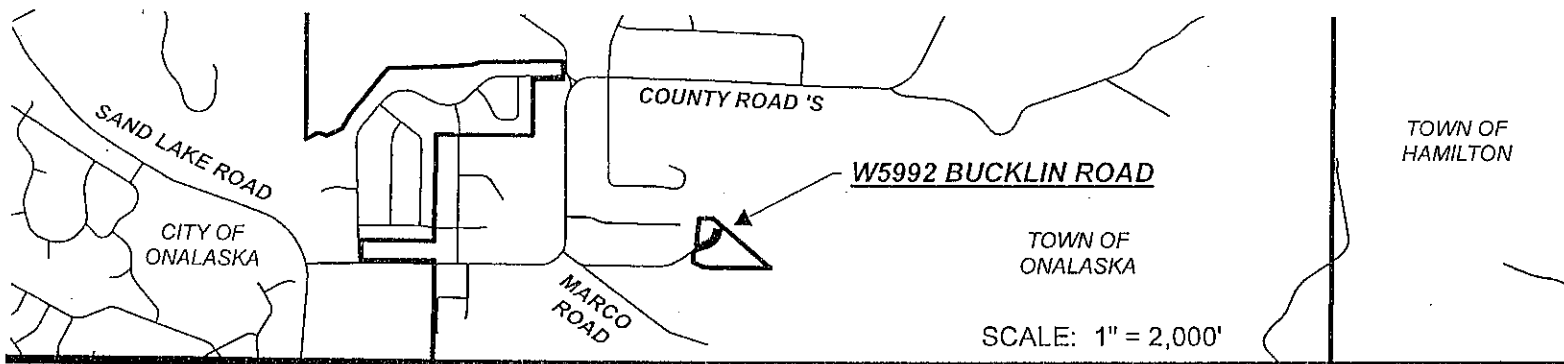 COUNTY ROAD 'S
SAND LAKE ROAD
TOWN OF
HAMILTON
W5992 BUCKLIN ROAD
CITY OF
ONALASKA
TOWN OF
ONALASKA
MARCO
ROAD
SCALE: 1" = 2,000'